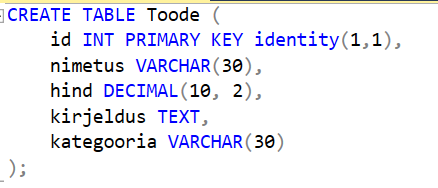 CREATE TABLE Toode (
id INT PRIMARY KEY identity(1,1),
nimetus VARCHAR(30),
hind DECIMAL(10, 2),
kirjeldus TEXT,
kategooria VARCHAR(30)
);